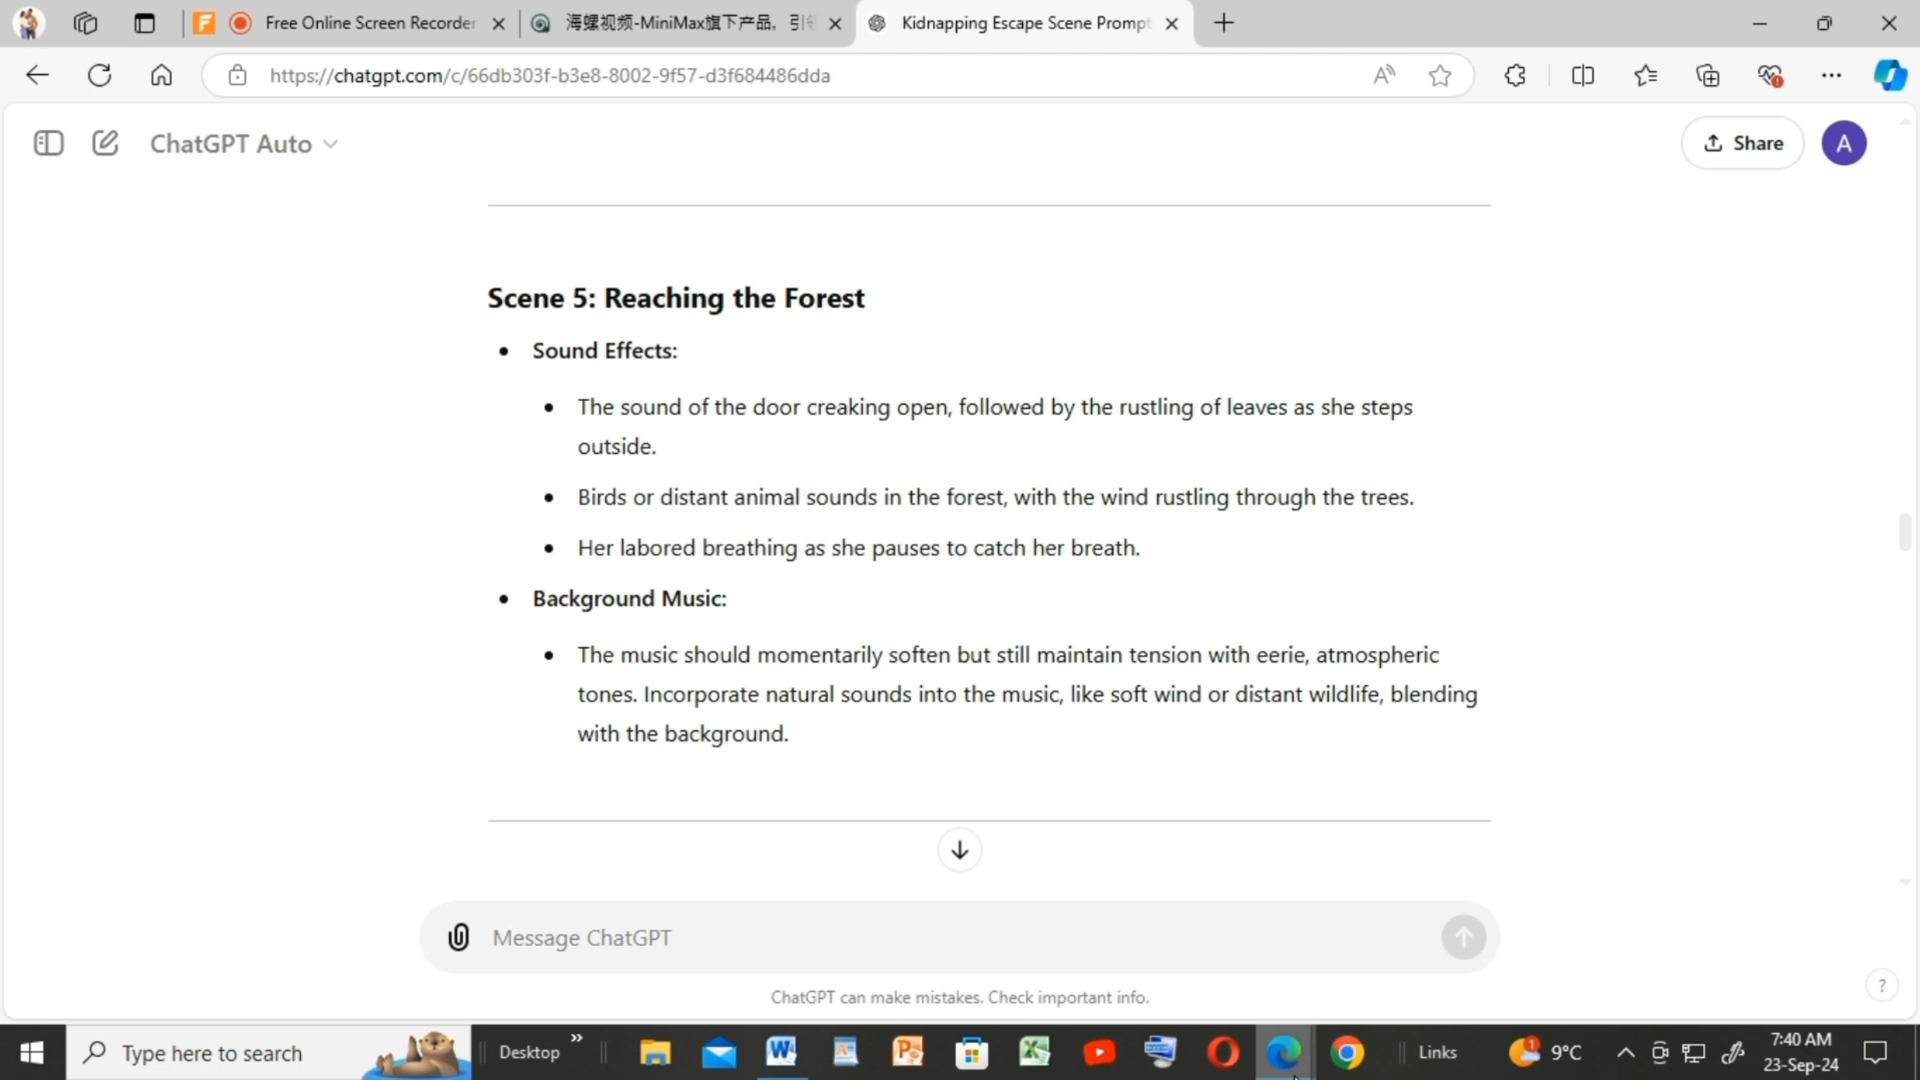 Free Online Screen Recorder
海螺视频-MiniMax旗下产品, 引
Kidnapping Escape Scene Prompt
https://chatgpt.com/c/66db303f-b3e8-8002-9f57-d3f684486dda
ChatGPT Auto
Share
A
Scene 5: Reaching the Forest
Sound Effects:
The sound of the door creaking open, followed by the rustling of leaves as she steps
outside.
Birds or distant animal sounds in the forest, with the wind rustling through the trees.
Her labored breathing as she pauses to catch her breath.
Background Music:
The music should momentarily soften but still maintain tension with eerie, atmospheric
tones. Incorporate natural sounds into the music, like soft wind or distant wildlife, blending
with the background.
Message ChatGPT
ChatGPT can make mistakes. Check important info.
?
Type here to search
Desktop
Links
1
9°C
7:40 AM
23-Sep-24